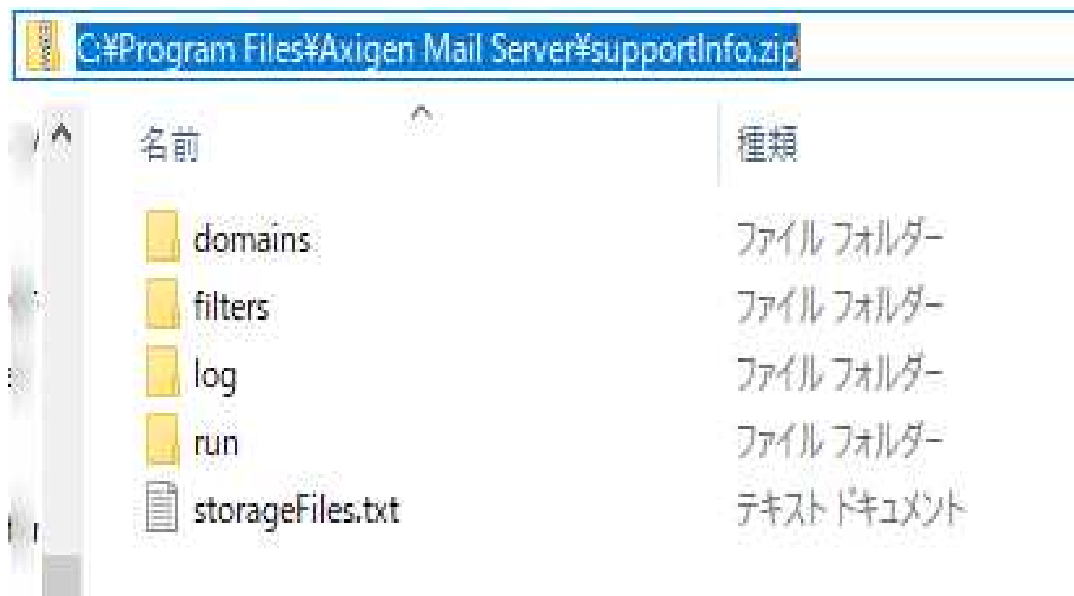 C:¥Program Files¥Axigen Mail Server¥supportInfo.zip
名前 種類
domains ファイル フォルダー
filters ファイル フォルダー
log ファイル フォルダー
run ファイル フォルダー
storageFiles.txt テキスト ドキュメント